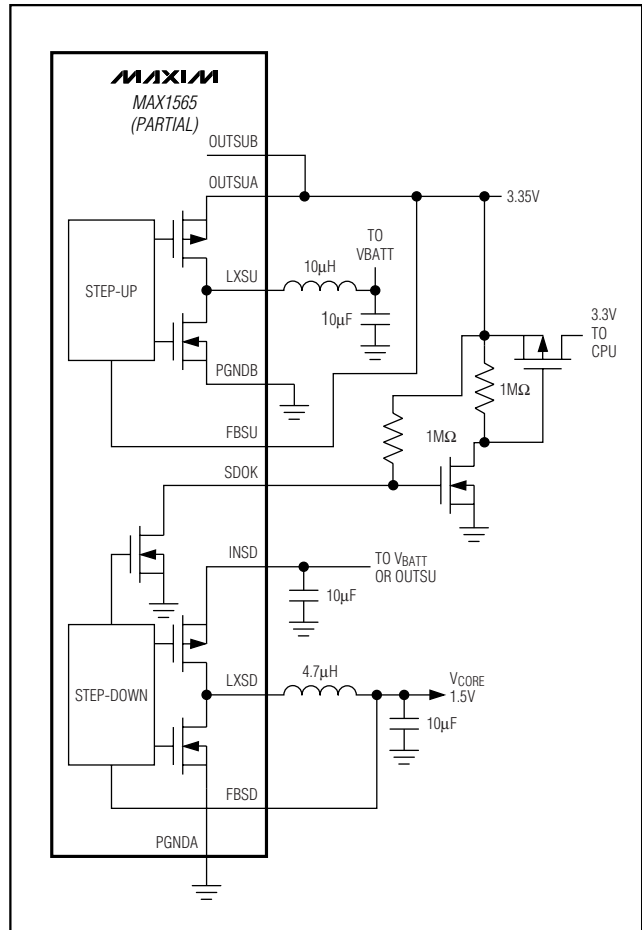 MAXIM
MAX1565
(PARTIAL)
OUTSUB
OUTSUA
3.35V
TO
VBATT
10µH
LXSU
STEP-UP
10µF
3.3V
TO
CPU
PGNDB
1MΩ
FBSU
1MΩ
SDOK
INSD
TO VBATT
OR OUTSU
10µF
4.7µH
LXSD
VCORE
1.5V
STEP-DOWN
10µF
FBSD
PGNDA